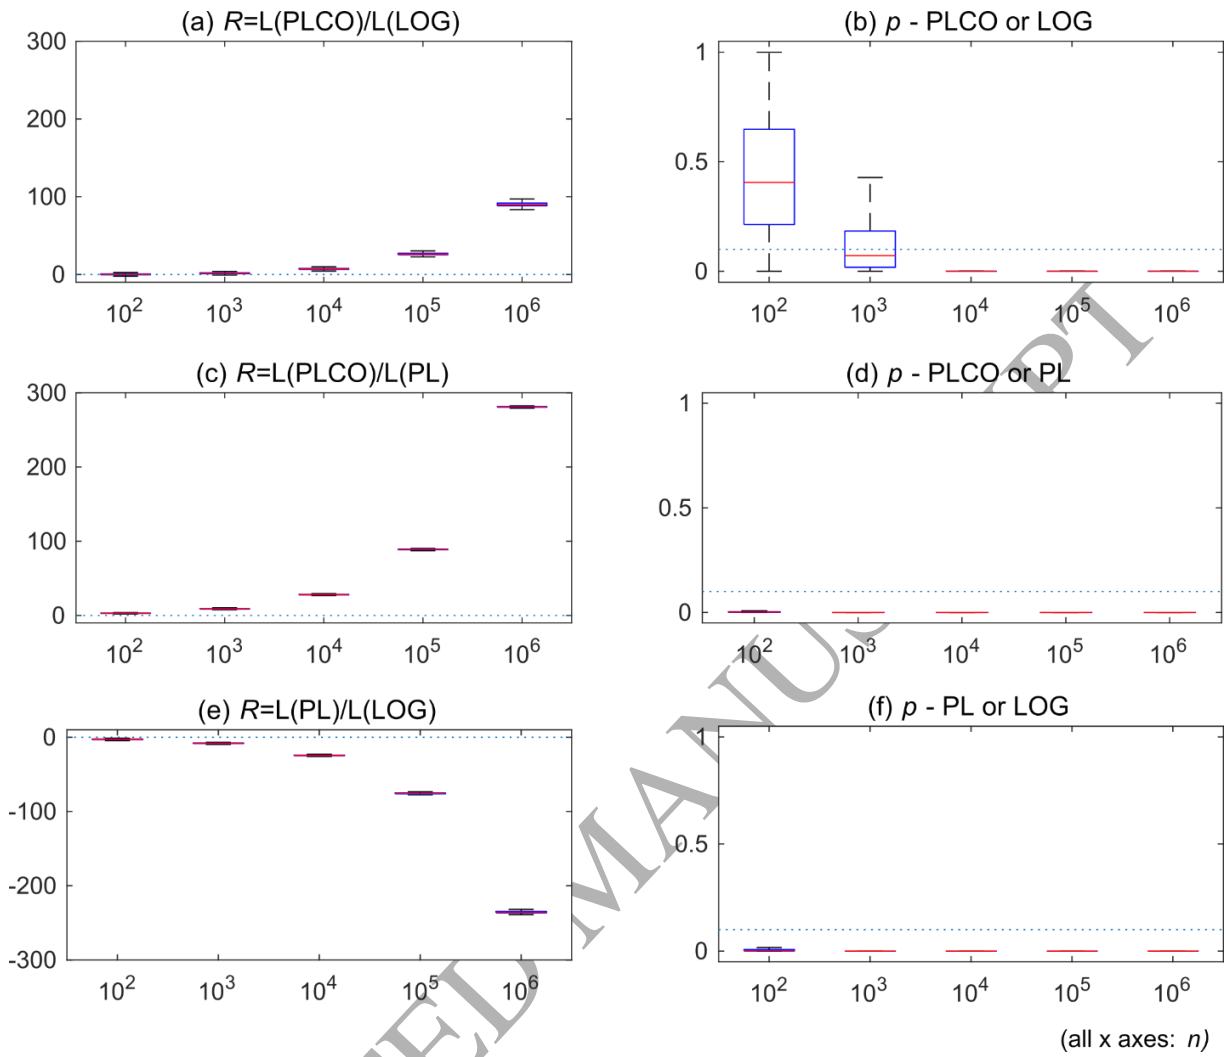 (a) R=L(PLCO)/L(LOG)
300
200
100
0
10² 10³ 10⁴ 10⁵ 10⁶
(b) p - PLCO or LOG
1
0.5
0
10² 10³ 10⁴ 10⁵ 10⁶
(c) R=L(PLCO)/L(PL)
300
200
100
0
10² 10³ 10⁴ 10⁵ 10⁶
(d) p - PLCO or PL
1
0.5
0
10² 10³ 10⁴ 10⁵ 10⁶
(e) R=L(PL)/L(LOG)
0
-100
-200
-300
10² 10³ 10⁴ 10⁵ 10⁶
(f) p - PL or LOG
1
0.5
0
10² 10³ 10⁴ 10⁵ 10⁶
(all x axes: n)